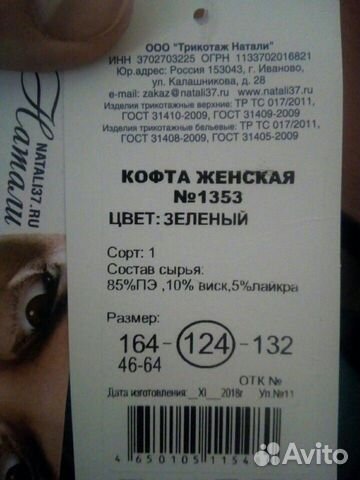 ООО "Трикотаж Натали"
ИНН 3702703225 ОГРН 1133702016821
Юр.адрес: Россия 153043, г. Иваново,
ул. Калашникова, д. 28
e-mail: zakaz@natali37.ru www.natali37.ru
Изделия трикотажные верхние: ТР ТС 017/2011,
ГОСТ 31410-2009, ГОСТ 31409-2009
Изделия трикотажные бельевые: ТР ТС 017/2011,
ГОСТ 31408-2009, ГОСТ 31405-2009
NATALI37.RU
Натали
КОФТА ЖЕНСКАЯ
№1353
ЦВЕТ: ЗЕЛЕНЫЙ
Сорт: 1
Состав сырья:
85%ПЭ ,10% виск,5%лайкра
Размер:
164-124-132
46-64
ОТК №
Дата изготовления:__XI__ 2018г Уп.№11
4 650105 1154
Avito